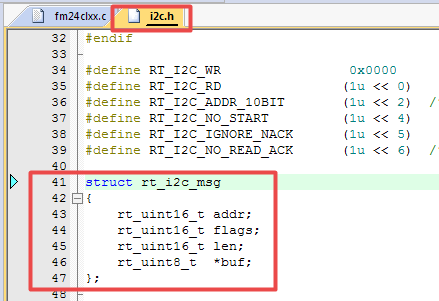 fm24clxx.c i2c.h
32 #endif
33
34 #define RT_I2C_WR 0x0000
35 #define RT_I2C_RD (1u << 0)
36 #define RT_I2C_ADDR_10BIT (1u << 2) /
37 #define RT_I2C_NO_START (1u << 4)
38 #define RT_I2C_IGNORE_NACK (1u << 5)
39 #define RT_I2C_NO_READ_ACK (1u << 6) /
40
41 struct rt_i2c_msg
42 {
43 rt_uint16_t addr;
44 rt_uint16_t flags;
45 rt_uint16_t len;
46 rt_uint8_t *buf;
47 };
48